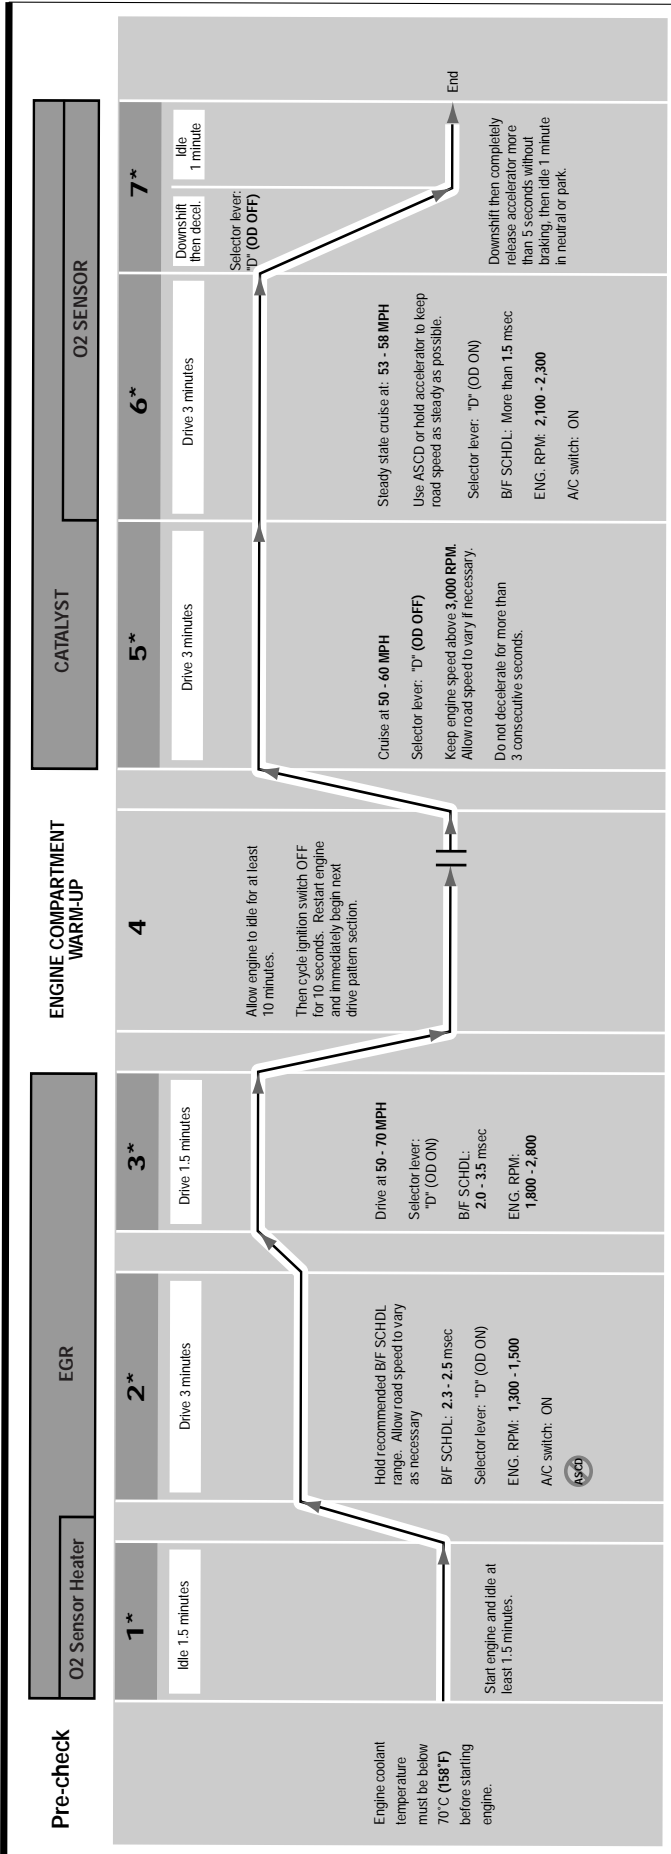 Pre-check
O2 Sensor Heater
EGR
ENGINE COMPARTMENT
WARM-UP
CATALYST
O2 SENSOR
Engine coolant
temperature
must be below
70˚C (158˚F)
before starting
engine.
1*
Idle 1.5 minutes
Start engine and idle at
least 1.5 minutes.
2*
Drive 3 minutes
Hold recommended B/F SCHDL
range. Allow road speed to vary
as necessary
B/F SCHDL: 2.3 - 2.5 msec
Selector lever: "D" (OD ON)
ENG. RPM: 1,300 - 1,500
A/C switch: ON
ASCD
3*
Drive 1.5 minutes
Drive at 50 - 70 MPH
Selector lever:
"D" (OD ON)
B/F SCHDL:
2.0 - 3.5 msec
ENG. RPM:
1,800 - 2,800
4
Allow engine to idle for at least
10 minutes.
Then cycle ignition switch OFF
for 10 seconds. Restart engine
and immediately begin next
drive pattern section.
5*
Drive 3 minutes
Cruise at 50 - 60 MPH
Selector lever: "D" (OD OFF)
Keep engine speed above 3,000 RPM.
Allow road speed to vary if necessary.
Do not decelerate for more than
3 consecutive seconds.
6*
Drive 3 minutes
Steady state cruise at: 53 - 58 MPH
Use ASCD or hold accelerator to keep
road speed as steady as possible.
Selector lever: "D" (OD ON)
B/F SCHDL: More than 1.5 msec
ENG. RPM: 2,100 - 2,300
A/C switch: ON
7*
Downshift
then decel.
Idle
1 minute
Selector lever:
"D" (OD OFF)
End
Downshift then completely
release accelerator more
than 5 seconds without
braking, then idle 1 minute
in neutral or park.